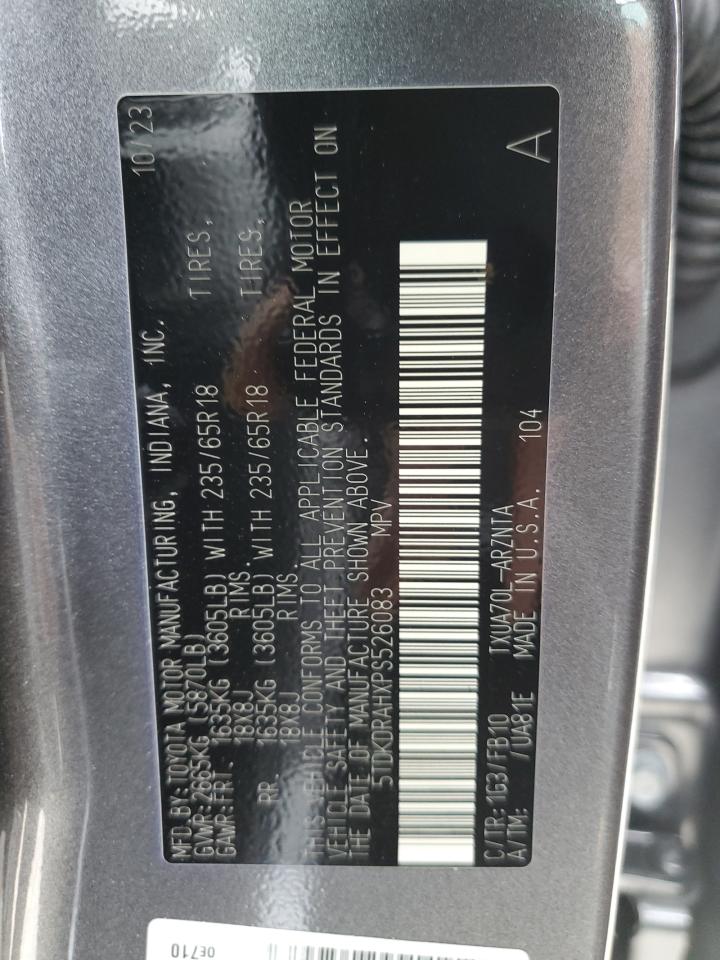 MFD.BY:TOYOTA MOTOR MANUFACTURING, INDIANA, INC. 10/23
GVWR:2665KG (5870LB)
GAWR:FRT. 1635KG (3605LB) WITH 235/65R18 TIRES,
18X8J RIMS.
RR. 1635KG (3605LB) WITH 235/65R18 TIRES,
18X8J RIMS.
THIS VEHICLE CONFORMS TO ALL APPLICABLE FEDERAL MOTOR
VEHICLE SAFETY AND THEFT PREVENTION STANDARDS IN EFFECT ON
THE DATE OF MANUFACTURE SHOWN ABOVE.
5TDKDRAHXPS526083 MPV
C/TR:1G3/FB10 TXUA70L-ARZNTA A
A/TM: /UA81E MADE IN U.S.A. 104
0E710